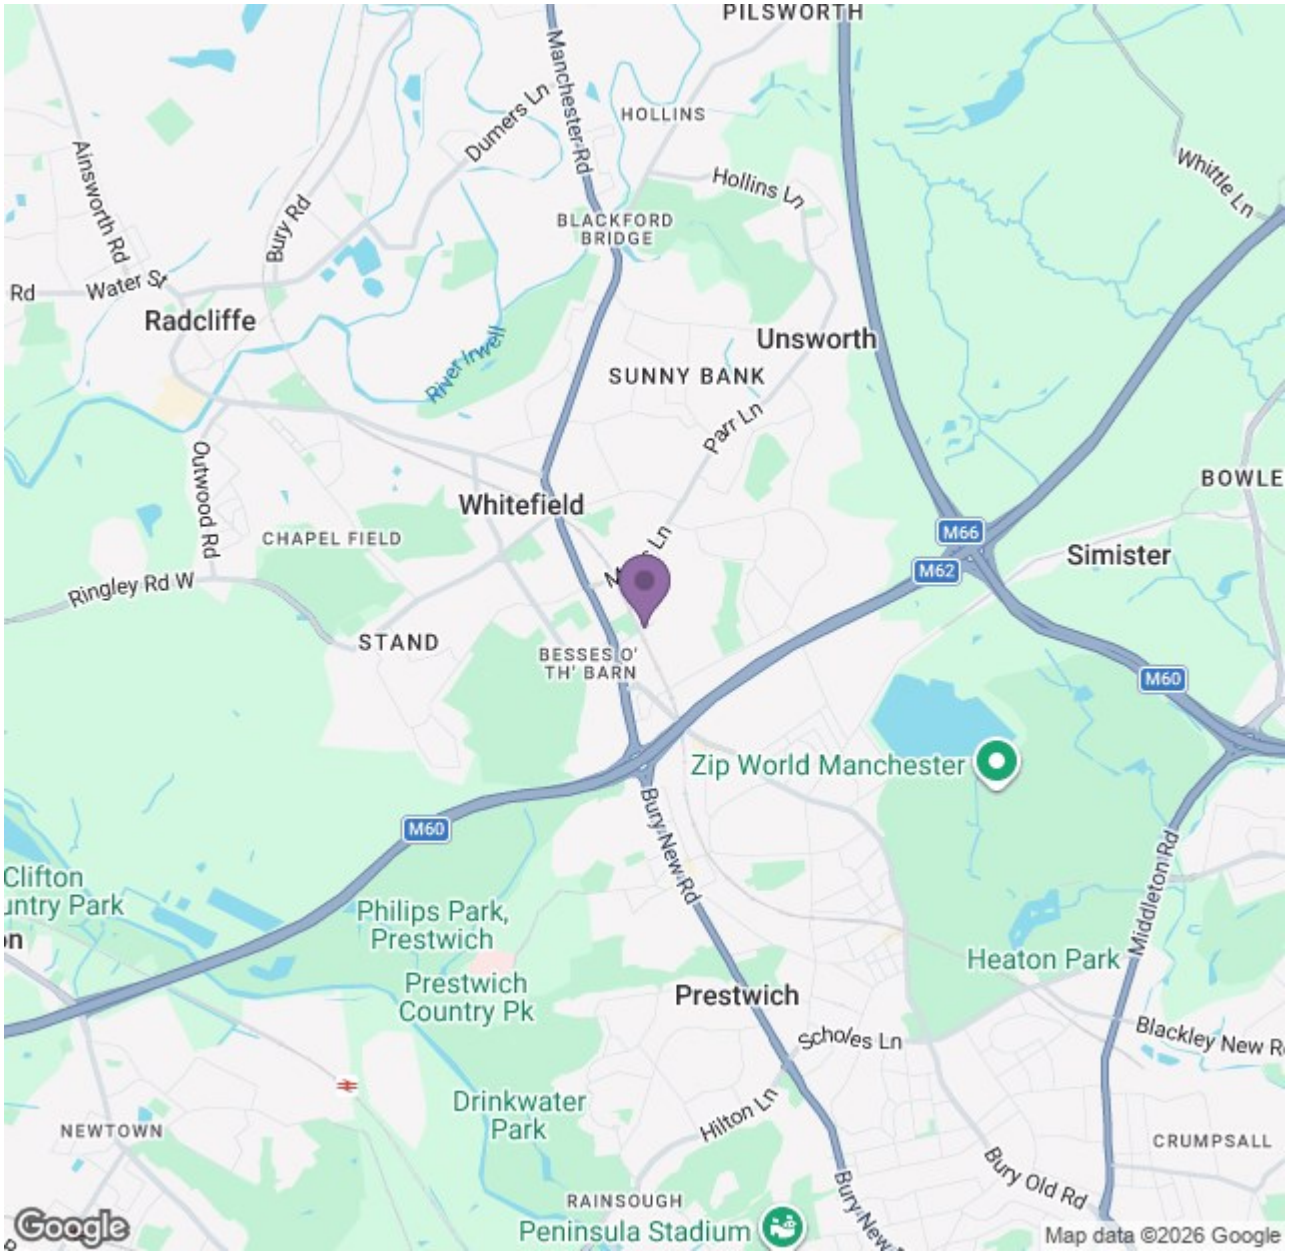 PILSWORTH
Manchester Rd
Dumers Ln
HOLLINS
Ainsworth Rd
Whittle Ln
Hollins Ln
Bury Rd
BLACKFORD
BRIDGE
Rd
Water St
Radcliffe
Unsworth
River Irwell
SUNNY BANK
Parr Ln
Outwood Rd
BOWLE
Whitefield
M66
CHAPEL FIELD
Simister
M62
Ln
Ringley Rd W
STAND
BESSES O'
TH' BARN
M60
Zip World Manchester
Bury New Rd
M60
Middleton Rd
Clifton
untry Park
Philips Park,
Prestwich
on
Heaton Park
Prestwich
Country Pk
Prestwich
Scholes Ln
Blackley New R
Drinkwater
Park
Hilton Ln
NEWTOWN
CRUMPSALL
Bury Old Rd
RAINSOUGH
Bury New
Peninsula Stadium
Google
Map data ©2026 Google